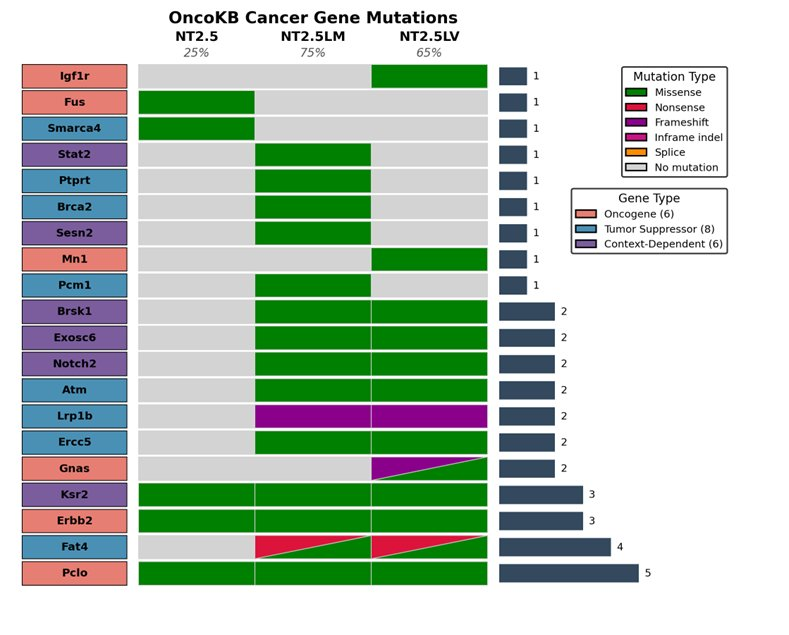 OncoKB Cancer Gene Mutations
NT2.5 NT2.5LM NT2.5LV
25% 75% 65%
Igf1r 1
Fus 1
Smarca4 1
Stat2 1
Ptprt 1
Brca2 1
Sesn2 1
Mn1 1
Pcm1 1
Brsk1 2
Exosc6 2
Notch2 2
Atm 2
Lrp1b 2
Ercc5 2
Gnas 2
Ksr2 3
Erbb2 3
Fat4 4
Pclo 5
Mutation Type
Missense
Nonsense
Frameshift
Inframe indel
Splice
No mutation
Gene Type
Oncogene (6)
Tumor Suppressor (8)
Context-Dependent (6)